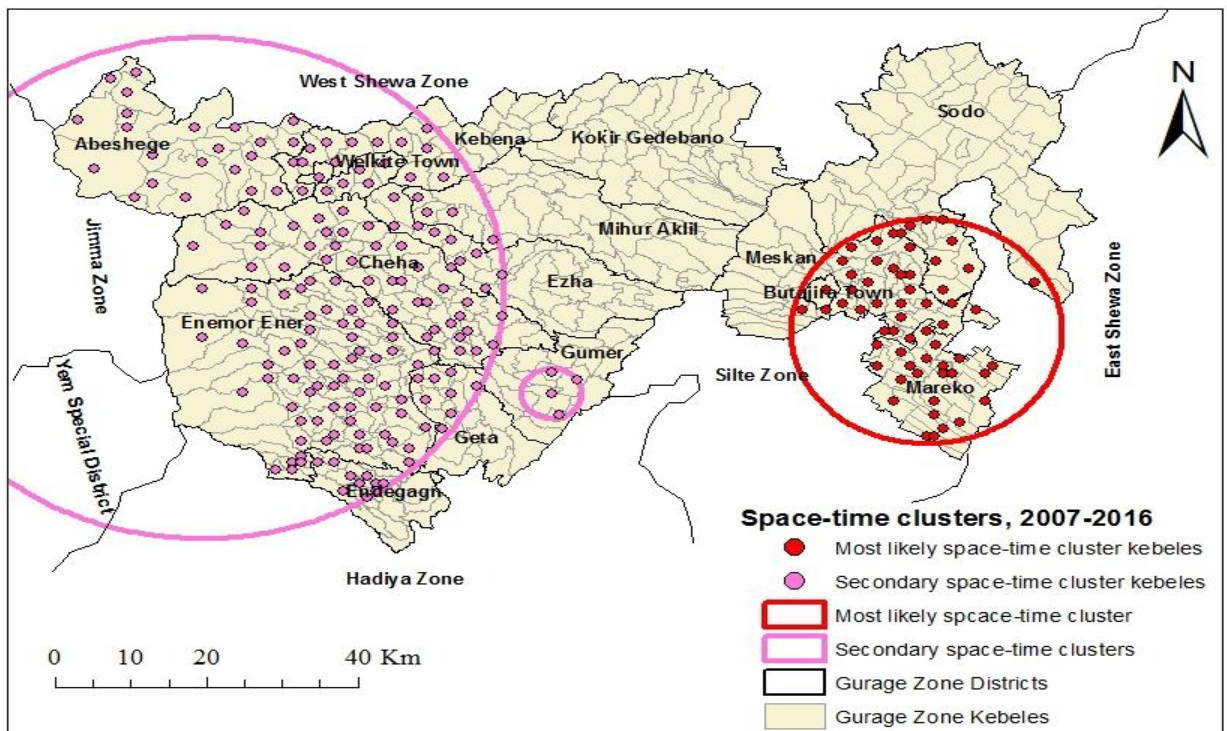 West Shewa Zone
N
Sodo
Abeshege
Kebena
Kokir Gedebano
Welkite Town
Jimma Zone
Mihur Aklil
Meskan
Cheha
Ezha
Butajira Town
East Shewa Zone
Enemor Ener
Gumer
Silte Zone
Mareko
Yem Special District
Geta
Endegagn
Hadiya Zone
Space-time clusters, 2007-2016
Most likely space-time cluster kebeles
Secondary space-time cluster kebeles
Most likely spcace-time cluster
Secondary space-time clusters
Gurage Zone Districts
Gurage Zone Kebeles
0 10 20 40 Km